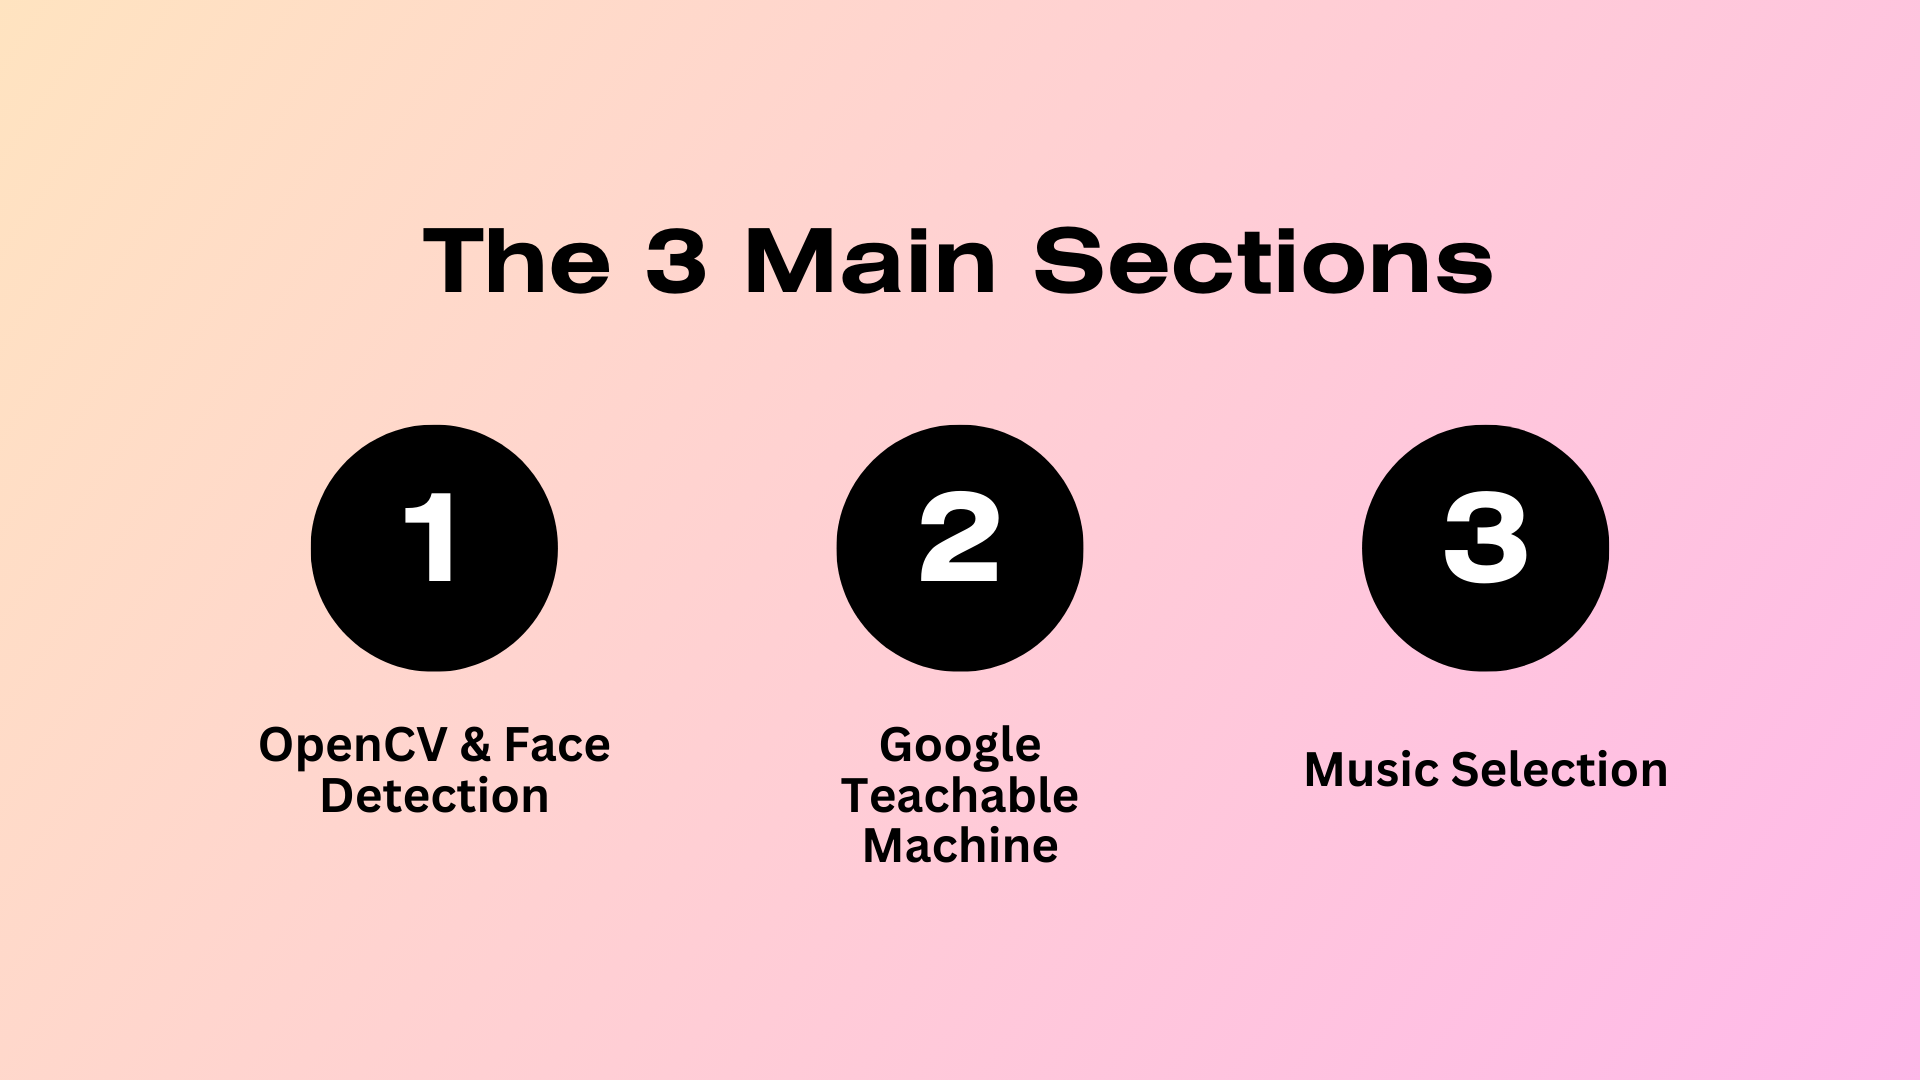 The 3 Main Sections
1
OpenCV & Face
Detection
2
Google
Teachable
Machine
3
Music Selection